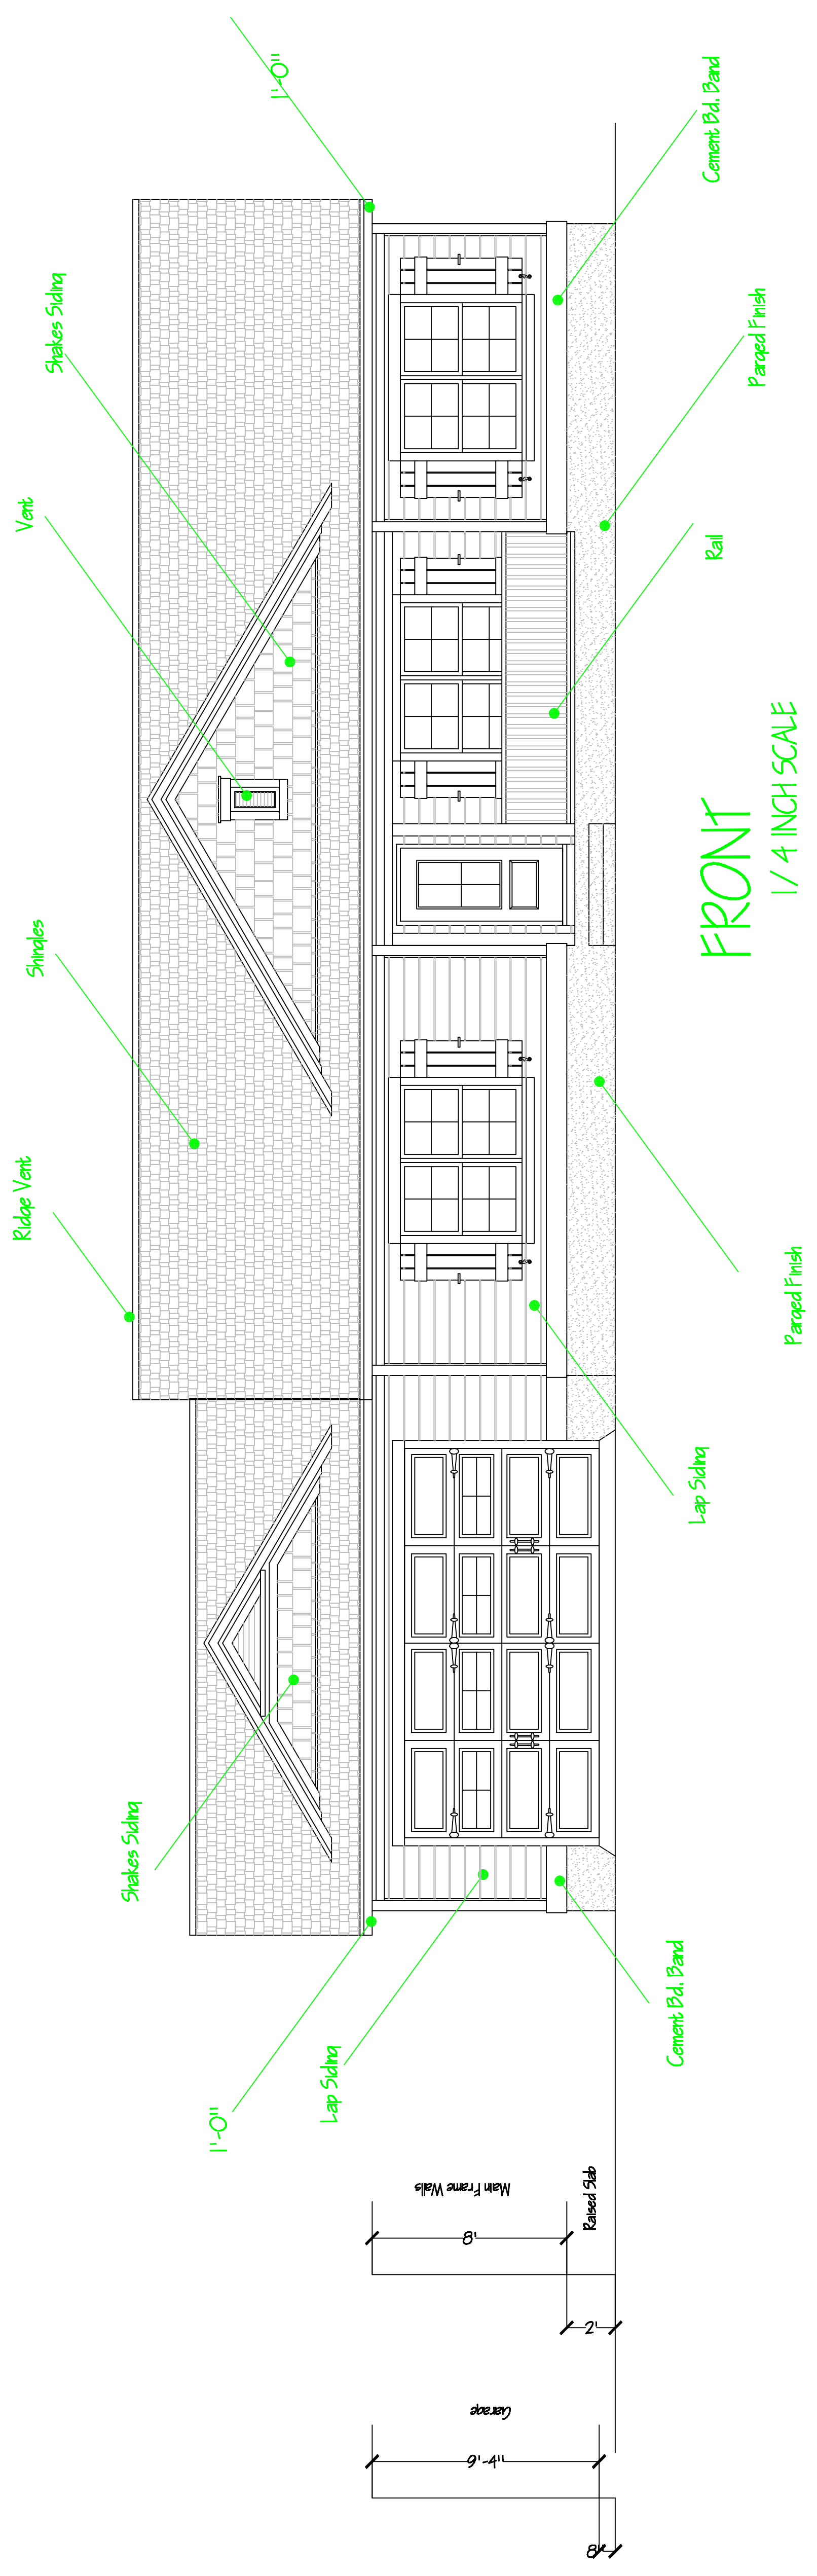 1'-0"
Cement Bd. Band
Shakes Siding
Parged Finish
Vent
Rail
FRONT
1/4 INCH SCALE
Shingles
Ridge Vent
Parged Finish
Lap Siding
Shakes Siding
Cement Bd. Band
Lap Siding
1'-0"
Main Frame Walls
Raised Slab
8'
2'
Garage
9'-4"
8"